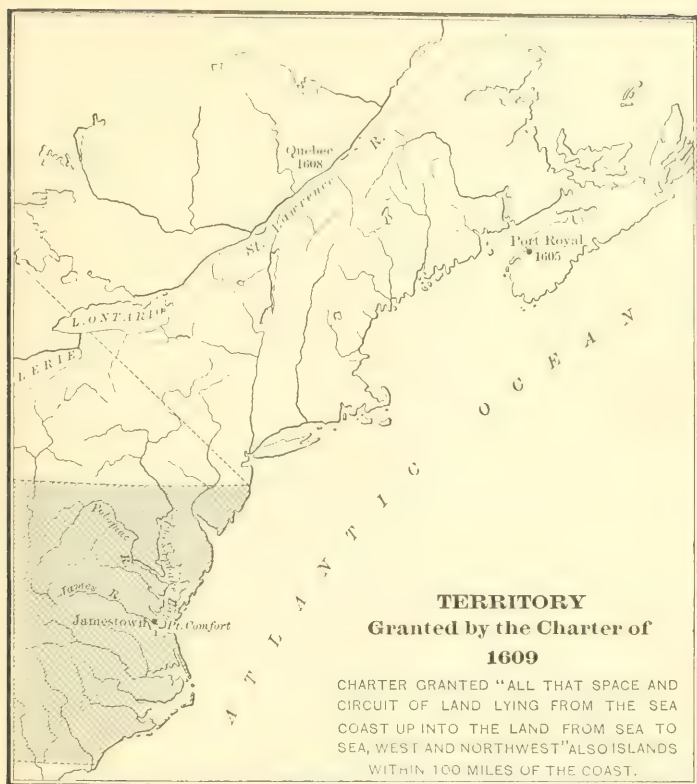 Quebec
1608
St. Lawrence R.
Port Royal
1605
L. ONTARIO
L ERIE
ATLANTIC OCEAN
Potomac
R.
James R.
Jamestown
Pt. Comfort
TERRITORY
Granted by the Charter of
1609
CHARTER GRANTED "ALL THAT SPACE AND
CIRCUIT OF LAND LYING FROM THE SEA
COAST UP INTO THE LAND FROM SEA TO
SEA, WEST AND NORTHWEST" ALSO ISLANDS
WITHIN 100 MILES OF THE COAST.